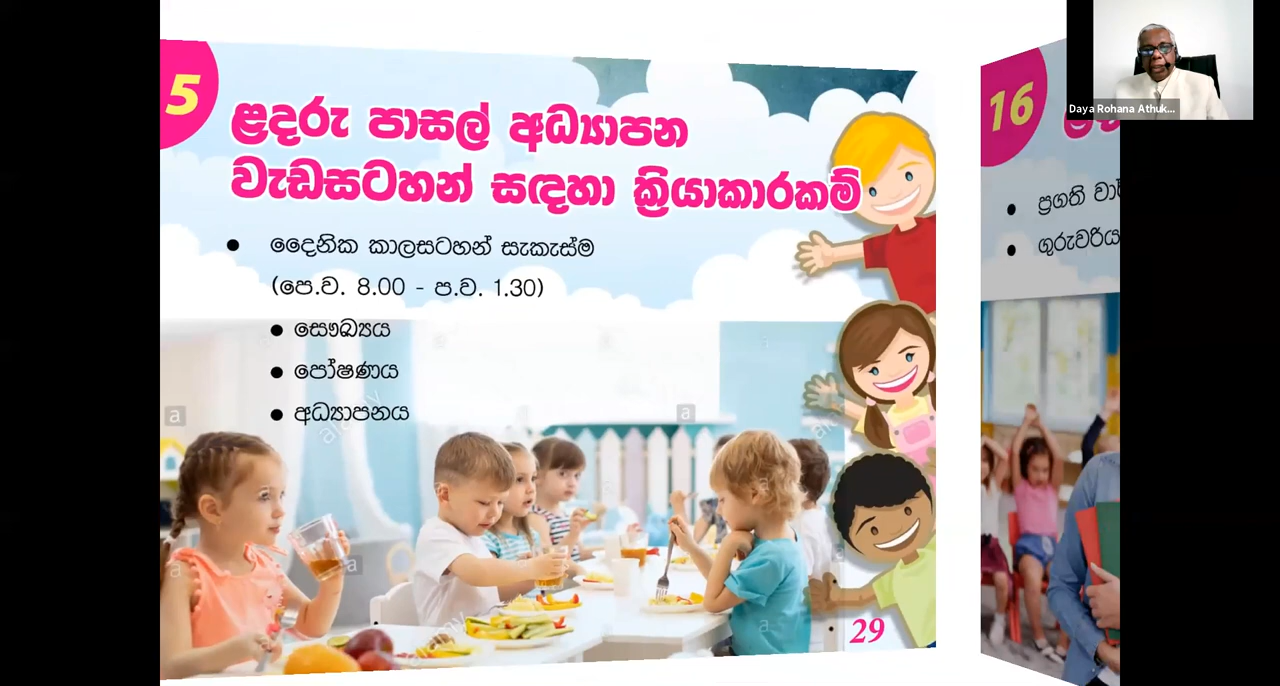 5
ළදරු පාසල් අධ්‍යාපන
වැඩසටහන් සඳහා ක්‍රියාකාරකම්
• දෛනික කාලසටහන් සැකැස්ම
(පෙ.ව. 8.00 - ප.ව. 1.30)
• සෞඛ්‍යය
• පෝෂණය
• අධ්‍යාපනය
29
16
• ප්‍රගති
• ගුරුවරිය
Daya Rohana Athuk...
a
a
a
a
a
alamy